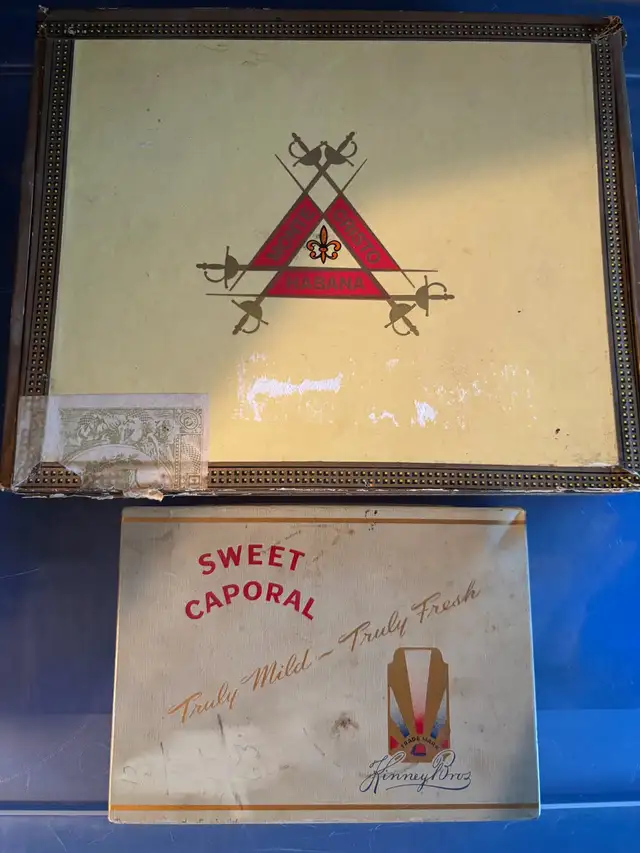 MONTE
CRISTO
HABANA
SWEET
CAPORAL
Truly Mild – Truly Fresh
TRADE MARK
Kinney Bros